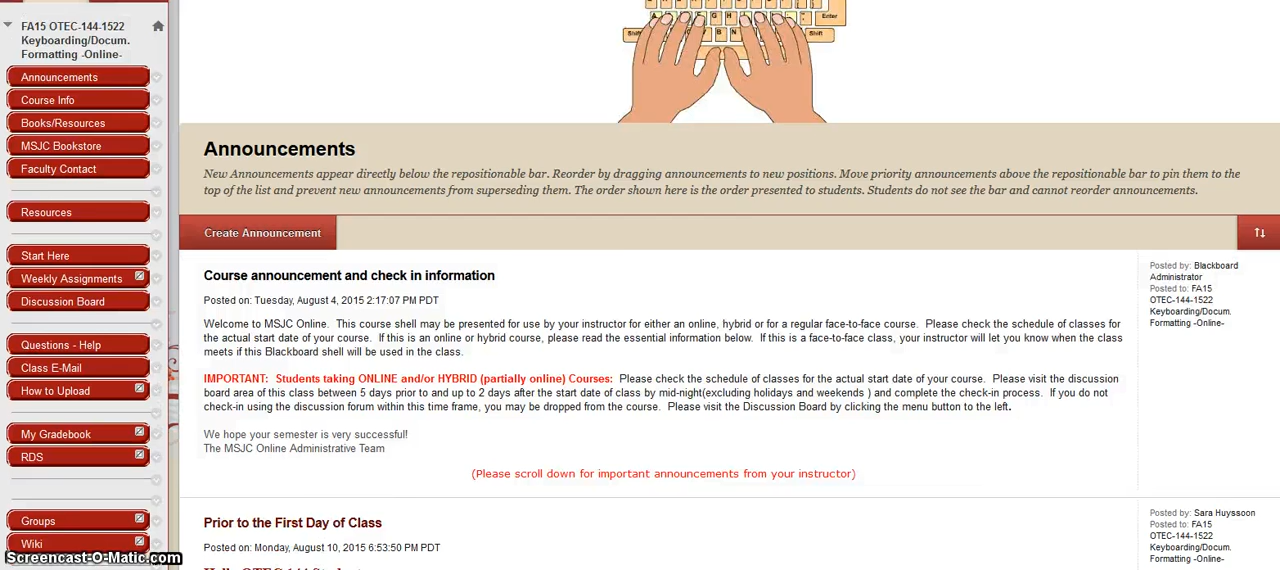 FA15 OTEC-144-1522
Keyboarding/Docum.
Formatting -Online-
Announcements
Course Info
Books/Resources
MSJC Bookstore
Faculty Contact
Resources
Start Here
Weekly Assignments
Discussion Board
Questions - Help
Class E-Mail
How to Upload
My Gradebook
RDS
Groups
Wiki
Screencast-O-Matic.com
Enter
Shift
Shift
Announcements
New Announcements appear directly below the repositionable bar. Reorder by dragging announcements to new positions. Move priority announcements above the repositionable bar to pin them to the
top of the list and prevent new announcements from superseding them. The order shown here is the order presented to students. Students do not see the bar and cannot reorder announcements.
Create Announcement
Course announcement and check in information
Posted on: Tuesday, August 4, 2015 2:17:07 PM PDT
Welcome to MSJC Online. This course shell may be presented for use by your instructor for either an online, hybrid or for a regular face-to-face course. Please check the schedule of classes for
the actual start date of your course. If this is an online or hybrid course, please read the essential information below. If this is a face-to-face class, your instructor will let you know when the class
meets if this Blackboard shell will be used in the class.
IMPORTANT: Students taking ONLINE and/or HYBRID (partially online) Courses: Please check the schedule of classes for the actual start date of your course. Please visit the discussion
board area of this class between 5 days prior to and up to 2 days after the start date of class by mid-night(excluding holidays and weekends ) and complete the check-in process. If you do not
check-in using the discussion forum within this time frame, you may be dropped from the course. Please visit the Discussion Board by clicking the menu button to the left.
We hope your semester is very successful!
The MSJC Online Administrative Team
(Please scroll down for important announcements from your instructor)
Posted by: Blackboard
Administrator
Posted to: FA15
OTEC-144-1522
Keyboarding/Docum.
Formatting -Online-
Prior to the First Day of Class
Posted on: Monday, August 10, 2015 6:53:50 PM PDT
Posted by: Sara Huyssoon
Posted to: FA15
OTEC-144-1522
Keyboarding/Docum.
Formatting -Online-